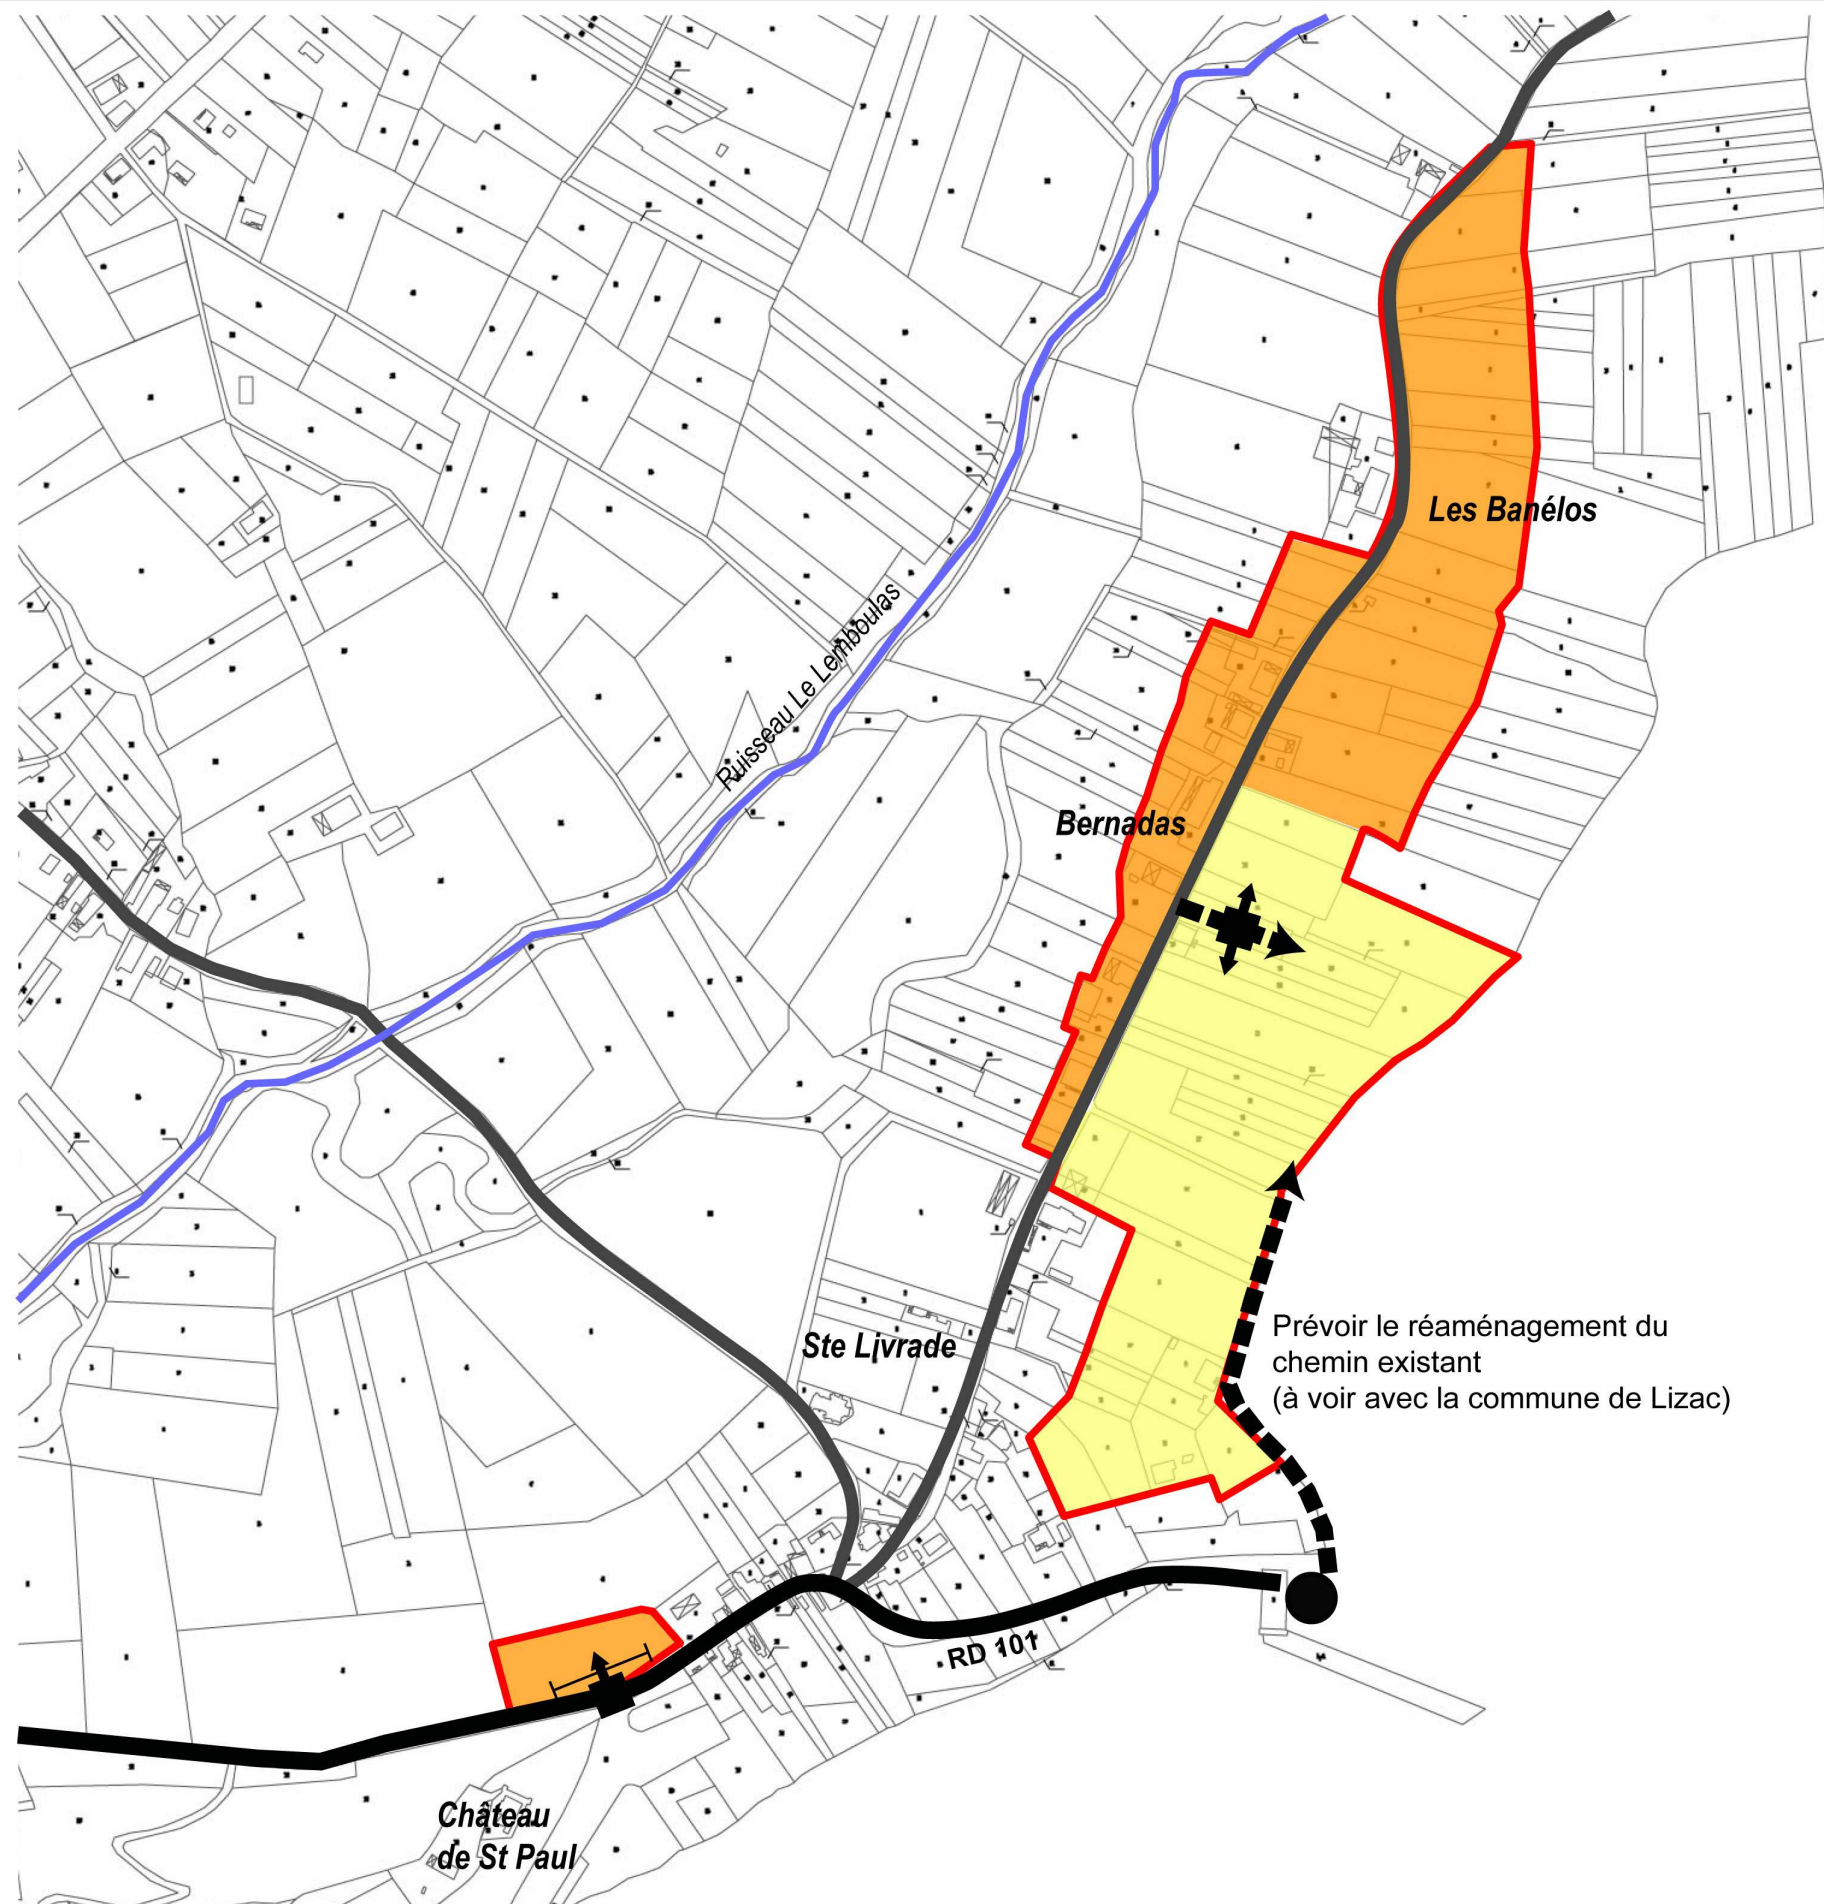 Les Banélos
Ruisseau Le Lemboulas
Bernadas
Prévoir le réaménagement du
chemin existant
(à voir avec la commune de Lizac)
Ste Livrade
RD 101
Château
de St Paul